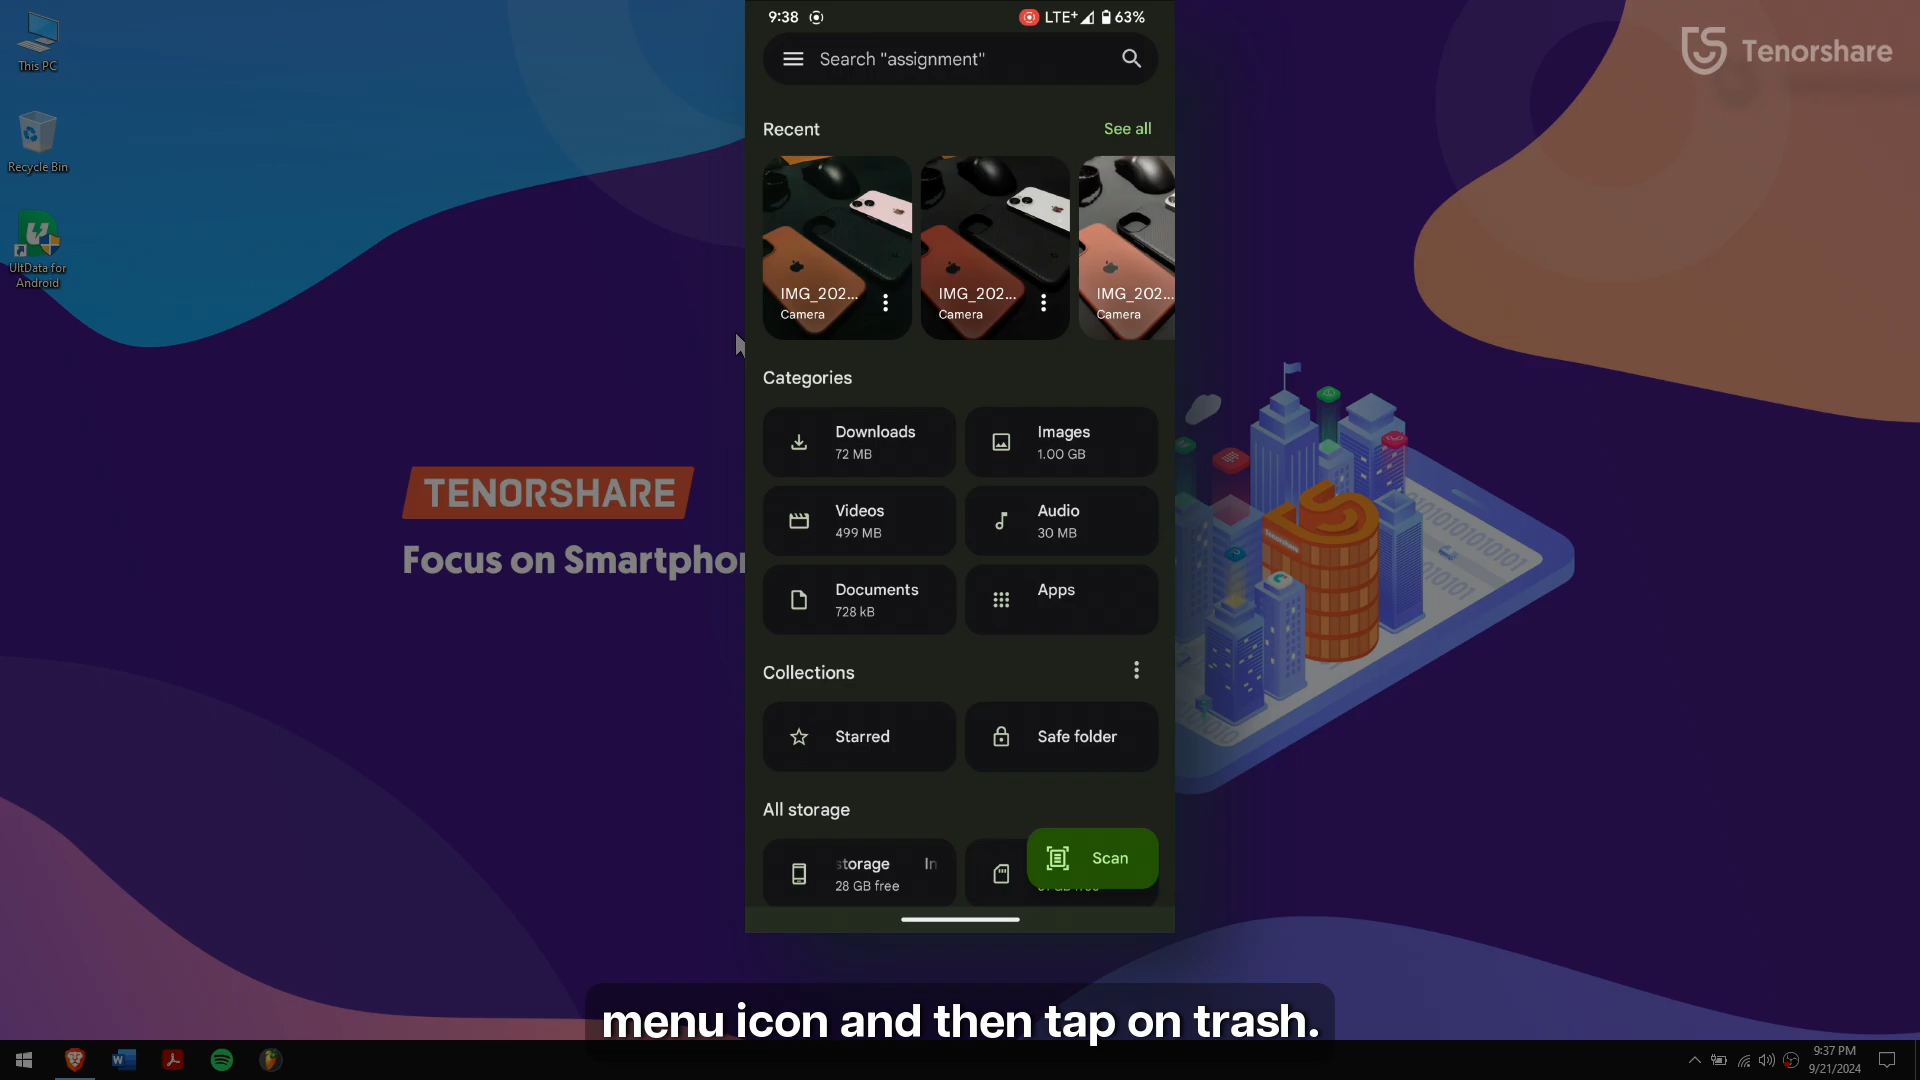 This PC
Recycle Bin
UltData for
Android
Tenorshare
TENORSHARE
Focus on Smartphon
9:38
LTE+
63%
Search "assignment"
Recent
See all
IMG_202...
Camera
IMG_202...
Camera
IMG_202...
Camera
Categories
Downloads
72 MB
Images
1.00 GB
Videos
499 MB
Audio
30 MB
Documents
728 kB
Apps
Collections
Starred
Safe folder
All storage
storage In
28 GB free
Scan
menu icon and then tap on trash.
9:37 PM
9/21/2024